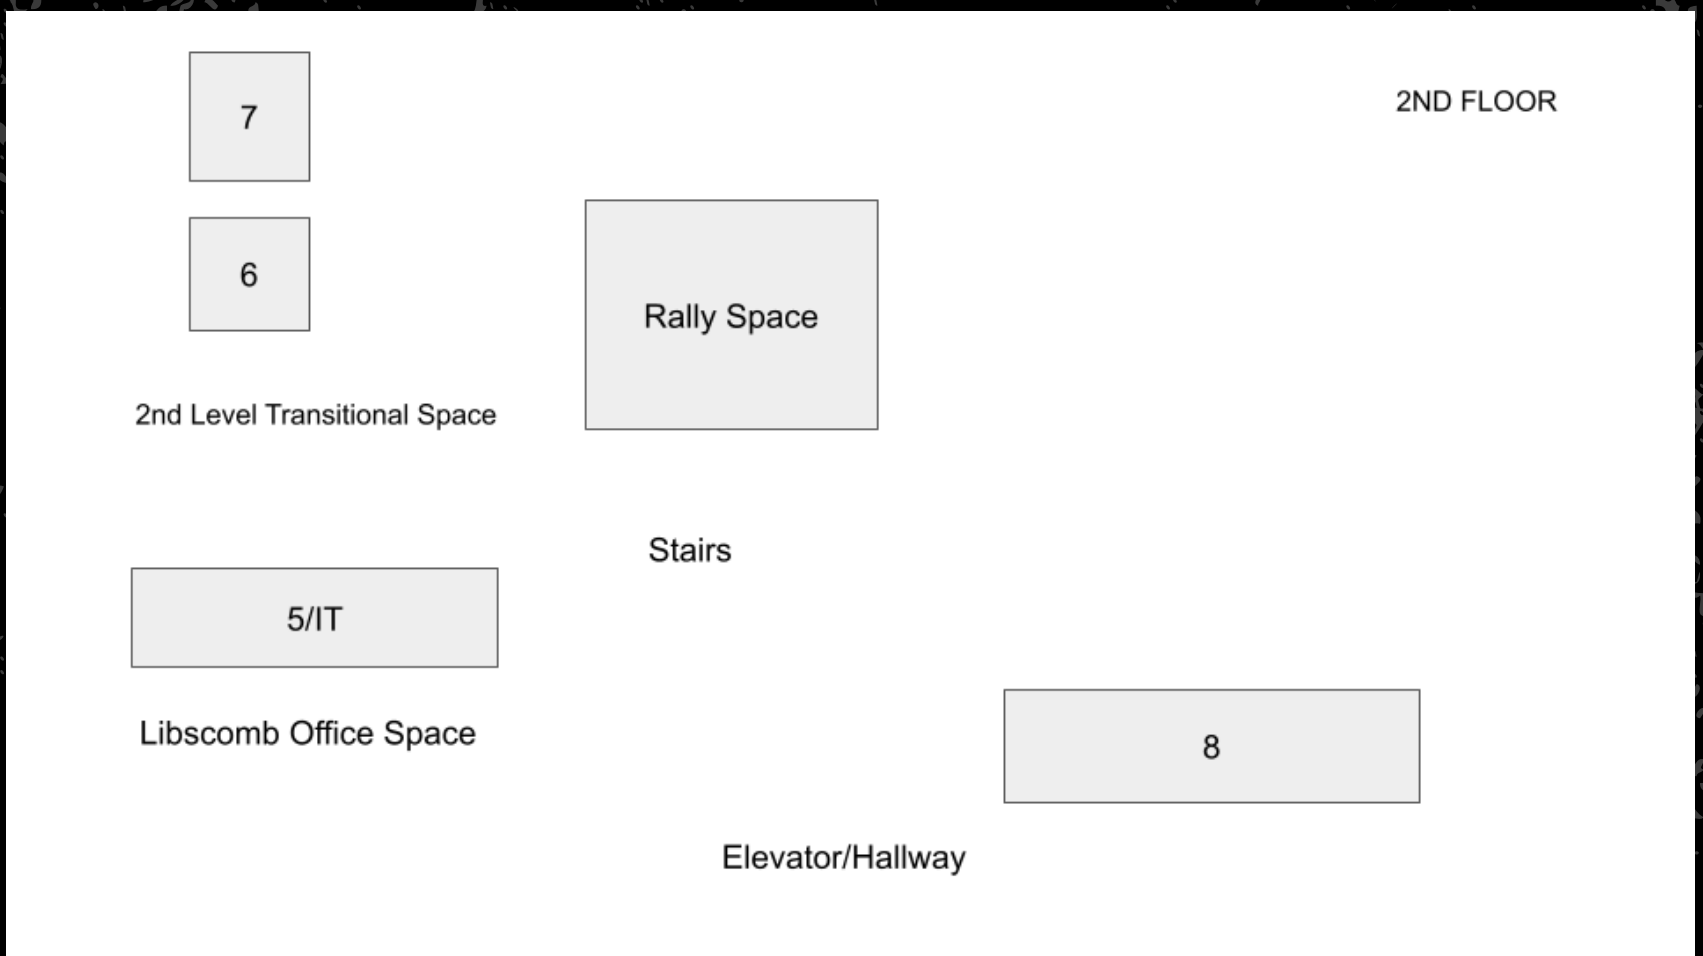 7
2ND FLOOR
6
Rally Space
2nd Level Transitional Space
Stairs
5/IT
Libscomb Office Space
8
Elevator/Hallway